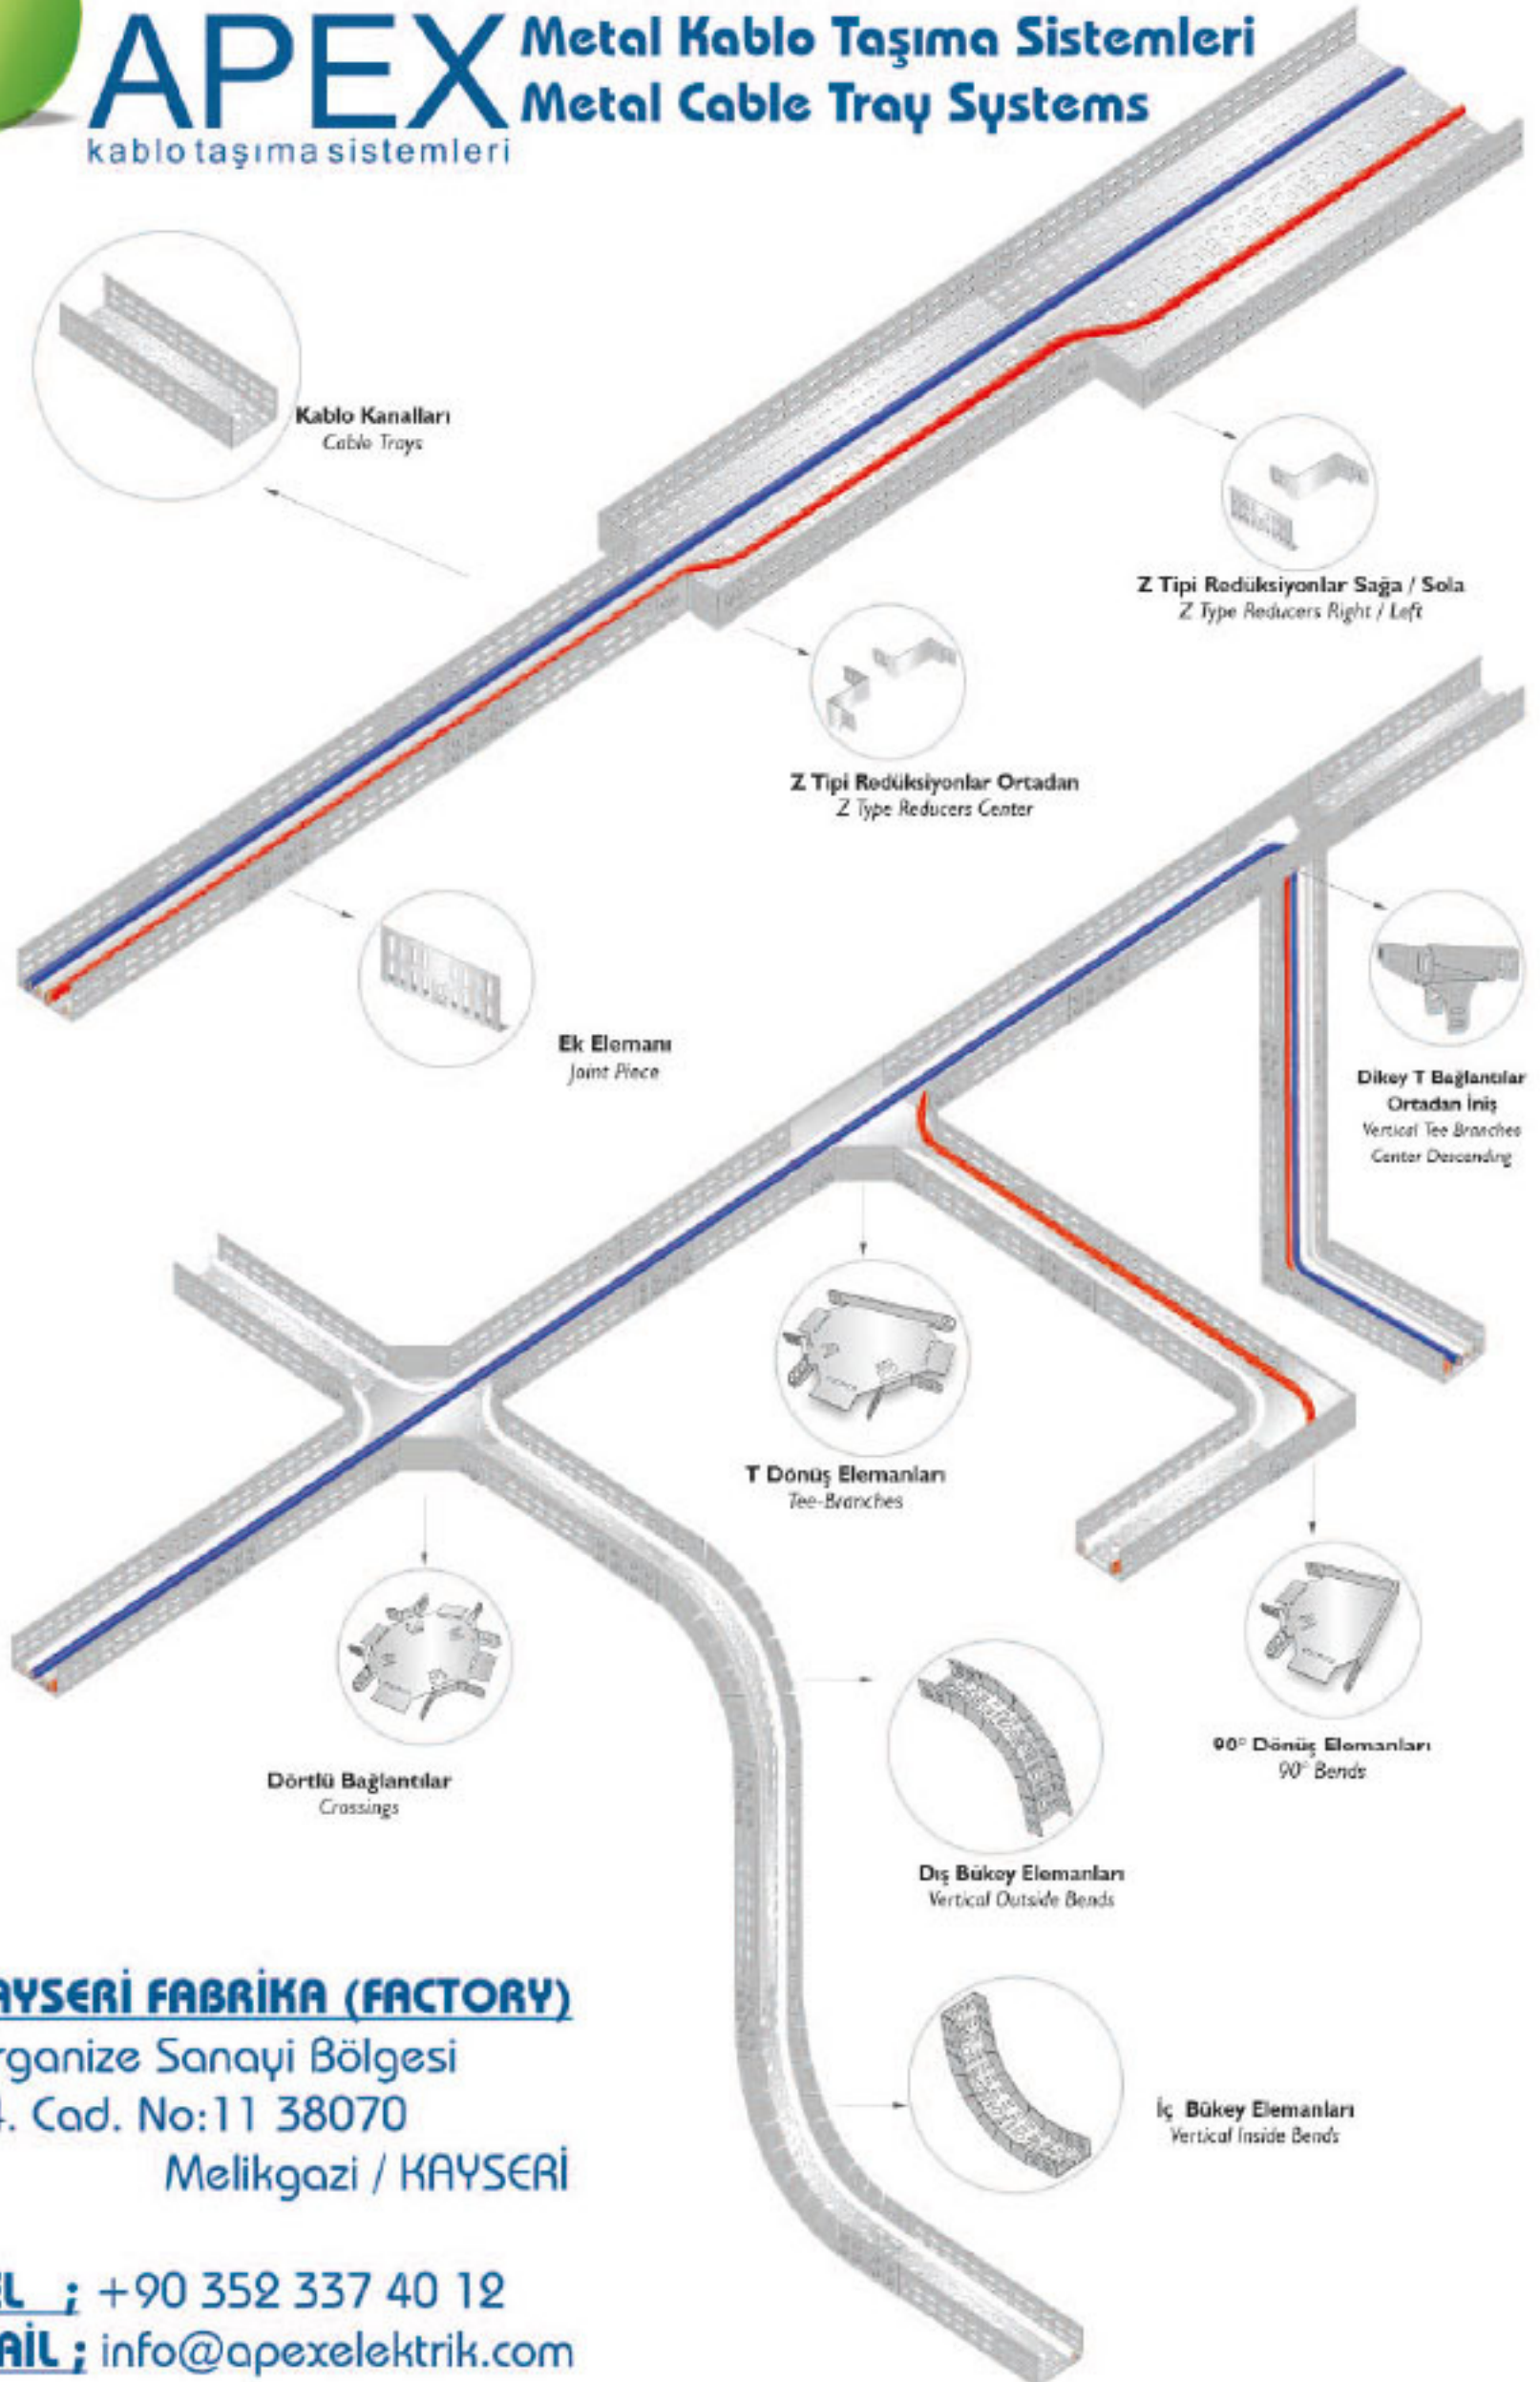 APEX
kablo taşıma sistemleri
Metal Kablo Taşıma Sistemleri
Metal Cable Tray Systems
Kablo Kanalları
Cable Trays
Z Tipi Redüksiyonlar Sağa / Sola
Z Type Reducers Right / Left
Z Tipi Redüksiyonlar Ortadan
Z Type Reducers Center
Ek Elemanı
Joint Piece
Dikey T Bağlantılar
Ortadan İniş
Vertical Tee Branches
Center Descending
T Dönüş Elemanları
Tee-Branches
90° Dönüş Elemanları
90° Bends
Dörtlü Bağlantılar
Crossings
Dış Bükey Elemanları
Vertical Outside Bends
İç Bükey Elemanları
Vertical Inside Bends
AYSERİ FABRİKA (FACTORY)
rganize Sanayi Bölgesi
. Cad. No:11 38070
Melikgazi / KAYSERİ
EL ; +90 352 337 40 12
AİL ; info@apexelektrik.com